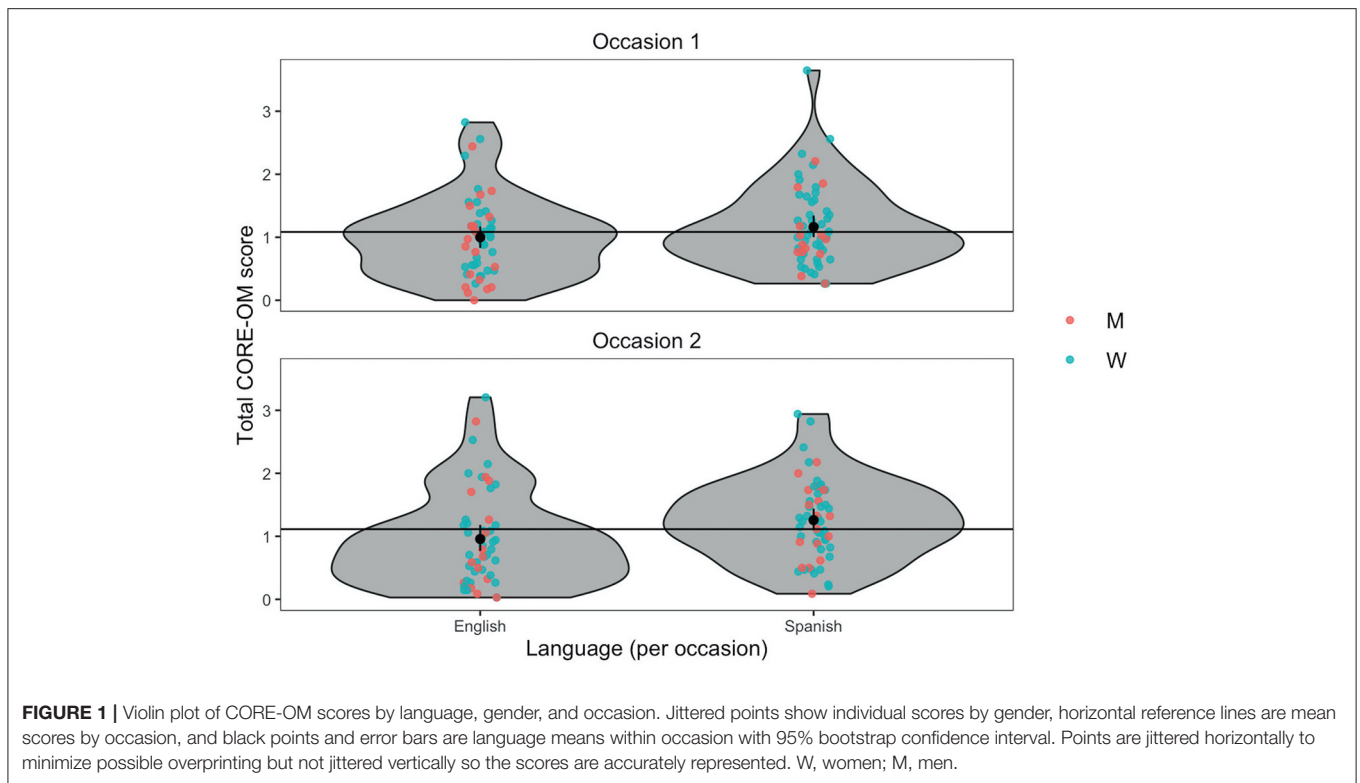 Occasion 1
3
2
1
0
Occasion 2
3
2
1
0
Total CORE-OM score
English
Spanish
Language (per occasion)
M
W
FIGURE 1 | Violin plot of CORE-OM scores by language, gender, and occasion. Jittered points show individual scores by gender, horizontal reference lines are mean
scores by occasion, and black points and error bars are language means within occasion with 95% bootstrap confidence interval. Points are jittered horizontally to
minimize possible overprinting but not jittered vertically so the scores are accurately represented. W, women; M, men.